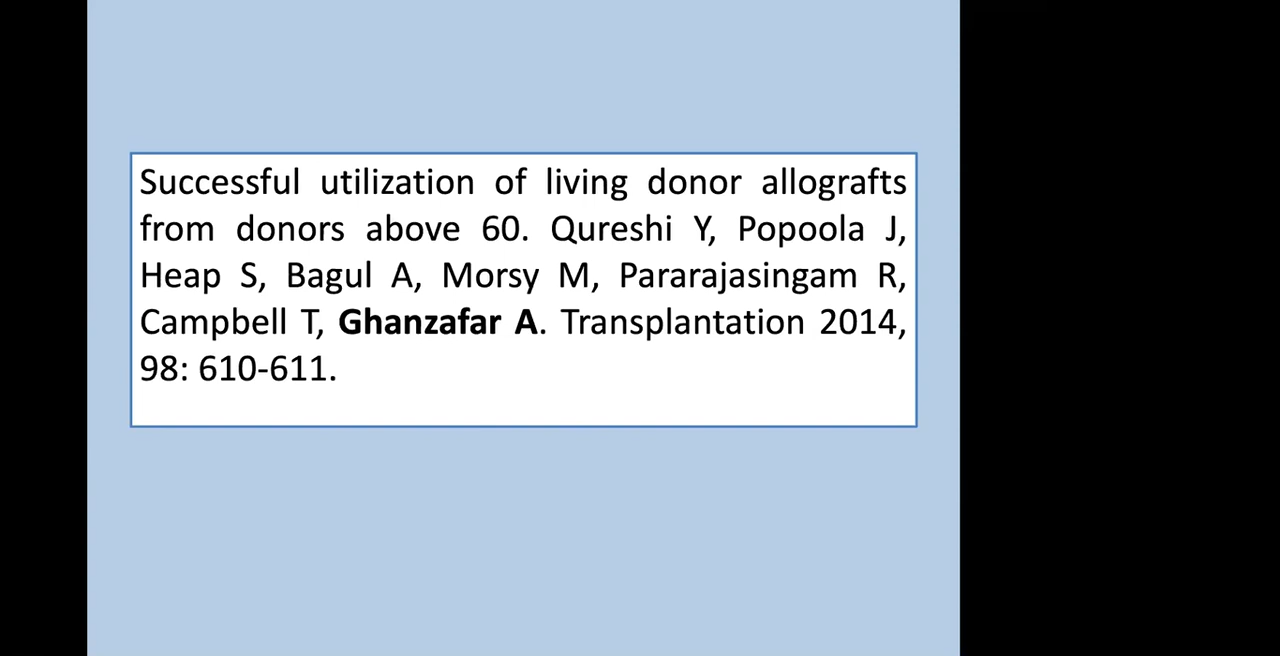 Successful utilization of living donor allografts
from donors above 60. Qureshi Y, Popoola J,
Heap S, Bagul A, Morsy M, Pararajasingam R,
Campbell T, Ghanzafar A. Transplantation 2014,
98: 610-611.